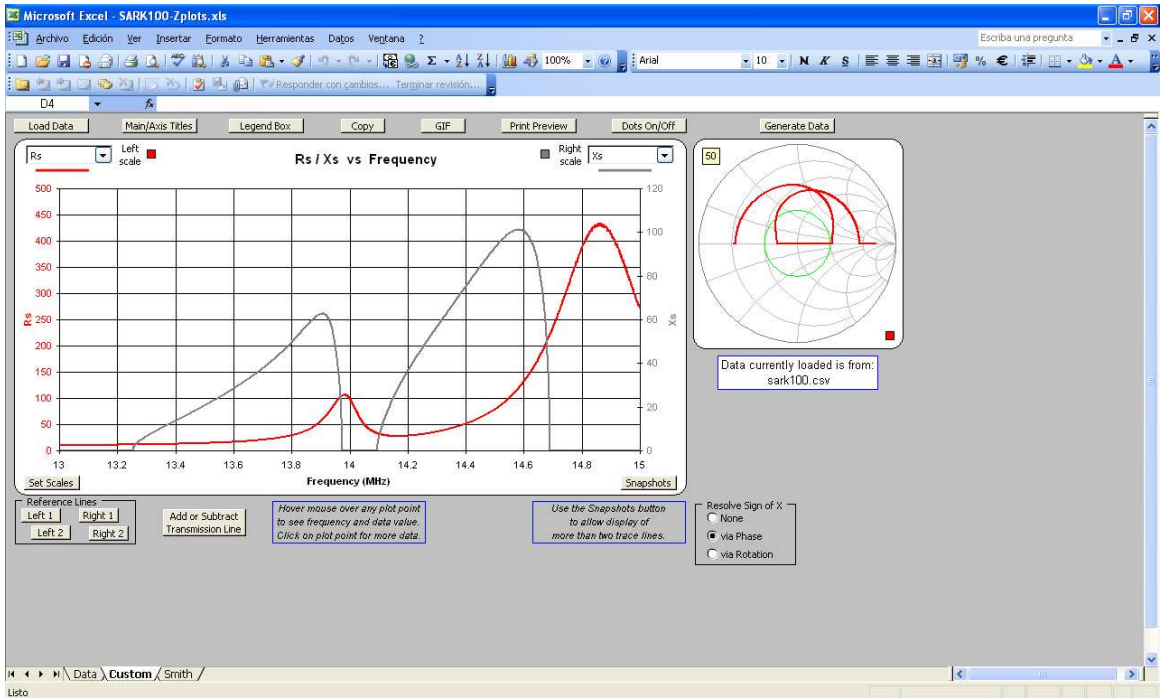 Microsoft Excel - SARK100-Zplots.xls
Archivo Edición Ver Insertar Formato Herramientas Datos Ventana ?
Escriba una pregunta
100% Arial 10 N K S % €
Responder con cambios... Terminar revisión...
D4 fx
Load Data Main/Axis Titles Legend Box Copy GIF Print Preview Dots On/Off Generate Data
Rs
Left scale
Rs / Xs vs Frequency
Right scale
Xs
50
500
450
400
350
300
250
200
150
100
50
0
Rs
120
100
80
60
40
20
0
Xs
13 13.2 13.4 13.6 13.8 14 14.2 14.4 14.6 14.8 15
Set Scales Frequency (MHz) Snapshots
Data currently loaded is from:
sark100.csv
Reference Lines
Left 1 Right 1
Left 2 Right 2
Add or Subtract
Transmission Line
Hover mouse over any plot point
to see frequency and data value.
Click on plot point for more data.
Use the Snapshots button
to allow display of
more than two trace lines.
Resolve Sign of X
None
via Phase
via Rotation
Data Custom Smith
Listo